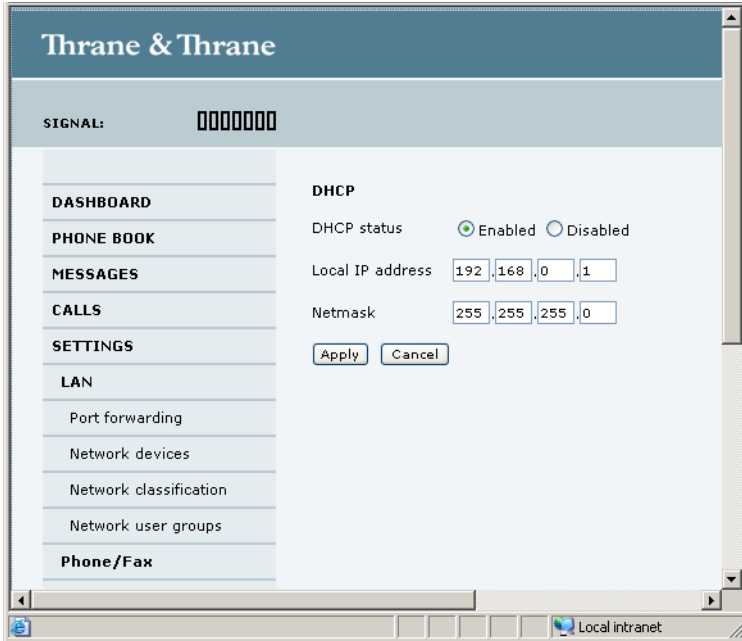 Thrane & Thrane
SIGNAL:
DASHBOARD
PHONE BOOK
MESSAGES
CALLS
SETTINGS
LAN
Port forwarding
Network devices
Network classification
Network user groups
Phone/Fax
DHCP
DHCP status Enabled Disabled
Local IP address 192 . 168 . 0 . 1
Netmask 255 . 255 . 255 . 0
Apply Cancel
Local intranet